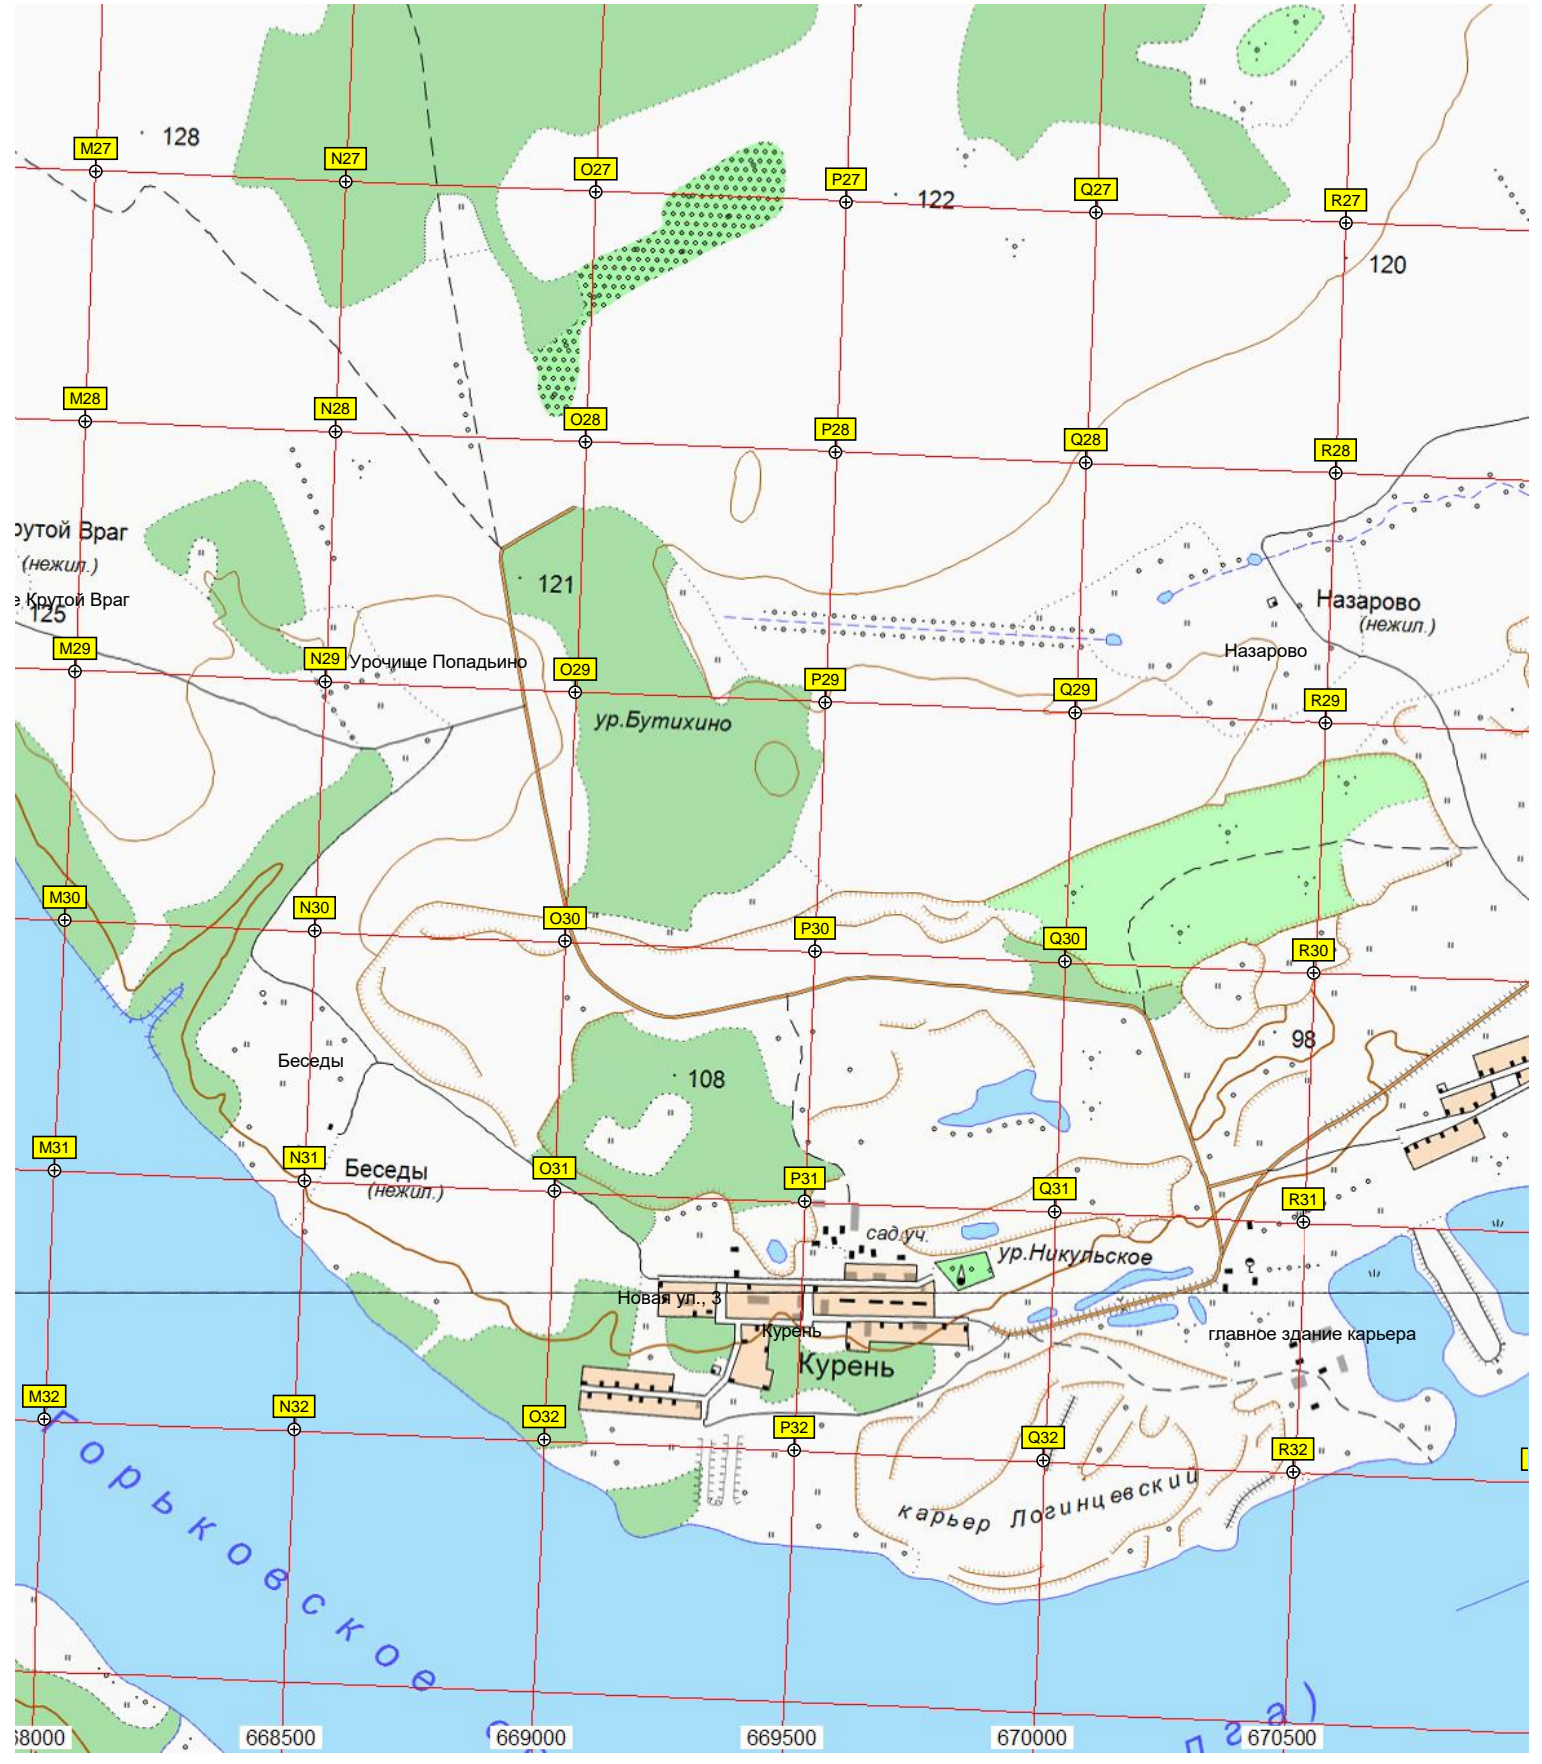 128
M27
N27
O27
P27
122
Q27
R27
120
M28
N28
O28
P28
Q28
R28
рутой Враг
(нежил.)
121
е Крутой Враг
125
Назарово
(нежил.)
M29
N29
Урочище Попадьино
O29
P29
Q29
Назарово
R29
ур.Бутихино
M30
N30
O30
P30
Q30
R30
98
Беседы
108
M31
N31
Беседы
(нежил.)
O31
P31
Q31
R31
сад.уч.
ур.Никульское
Новая ул., 3
Курень
Курень
главное здание карьера
M32
N32
O32
P32
Q32
R32
карьер Логинцевский
Горьковское
лга)
68000
668500
669000
669500
670000
670500